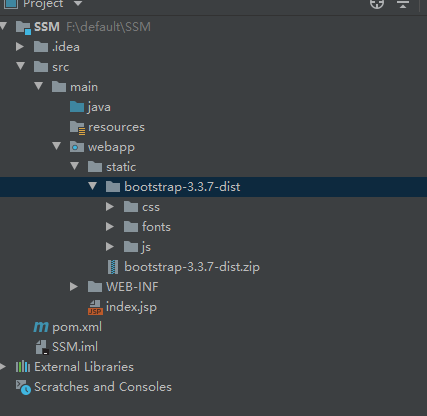 Project
SSM F:\default\SSM
.idea
src
main
java
resources
webapp
static
bootstrap-3.3.7-dist
css
fonts
js
bootstrap-3.3.7-dist.zip
WEB-INF
JSP index.jsp
m pom.xml
SSM.iml
External Libraries
Scratches and Consoles